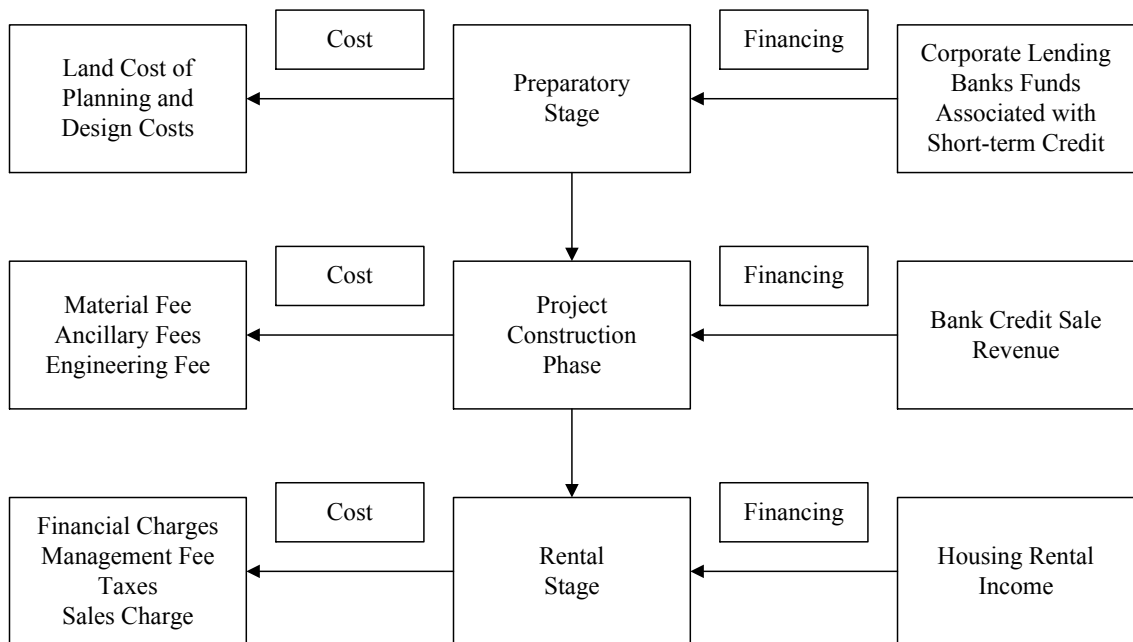 Cost
Financing
Land Cost of
Planning and
Design Costs
Preparatory
Stage
Corporate Lending
Banks Funds
Associated with
Short-term Credit
Cost
Financing
Material Fee
Ancillary Fees
Engineering Fee
Project
Construction
Phase
Bank Credit Sale
Revenue
Cost
Financing
Financial Charges
Management Fee
Taxes
Sales Charge
Rental
Stage
Housing Rental
Income